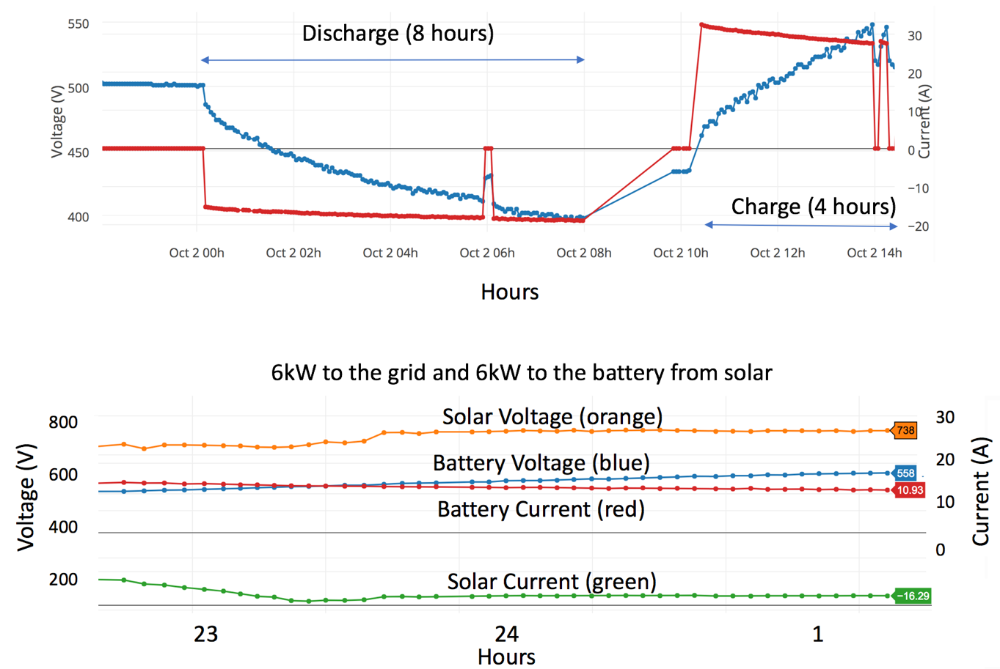 Discharge (8 hours)
550
500
450
400
Voltage (V)
30
20
10
0
−10
−20
Current (A)
Charge (4 hours)
Oct 2 00h Oct 2 02h Oct 2 04h Oct 2 06h Oct 2 08h Oct 2 10h Oct 2 12h Oct 2 14h
Hours
6kW to the grid and 6kW to the battery from solar
800
600
400
200
Voltage (V)
Solar Voltage (orange)
738
Battery Voltage (blue)
558
10.93
Battery Current (red)
Solar Current (green)
−16.29
30
20
10
0
Current (A)
23 24 1
Hours